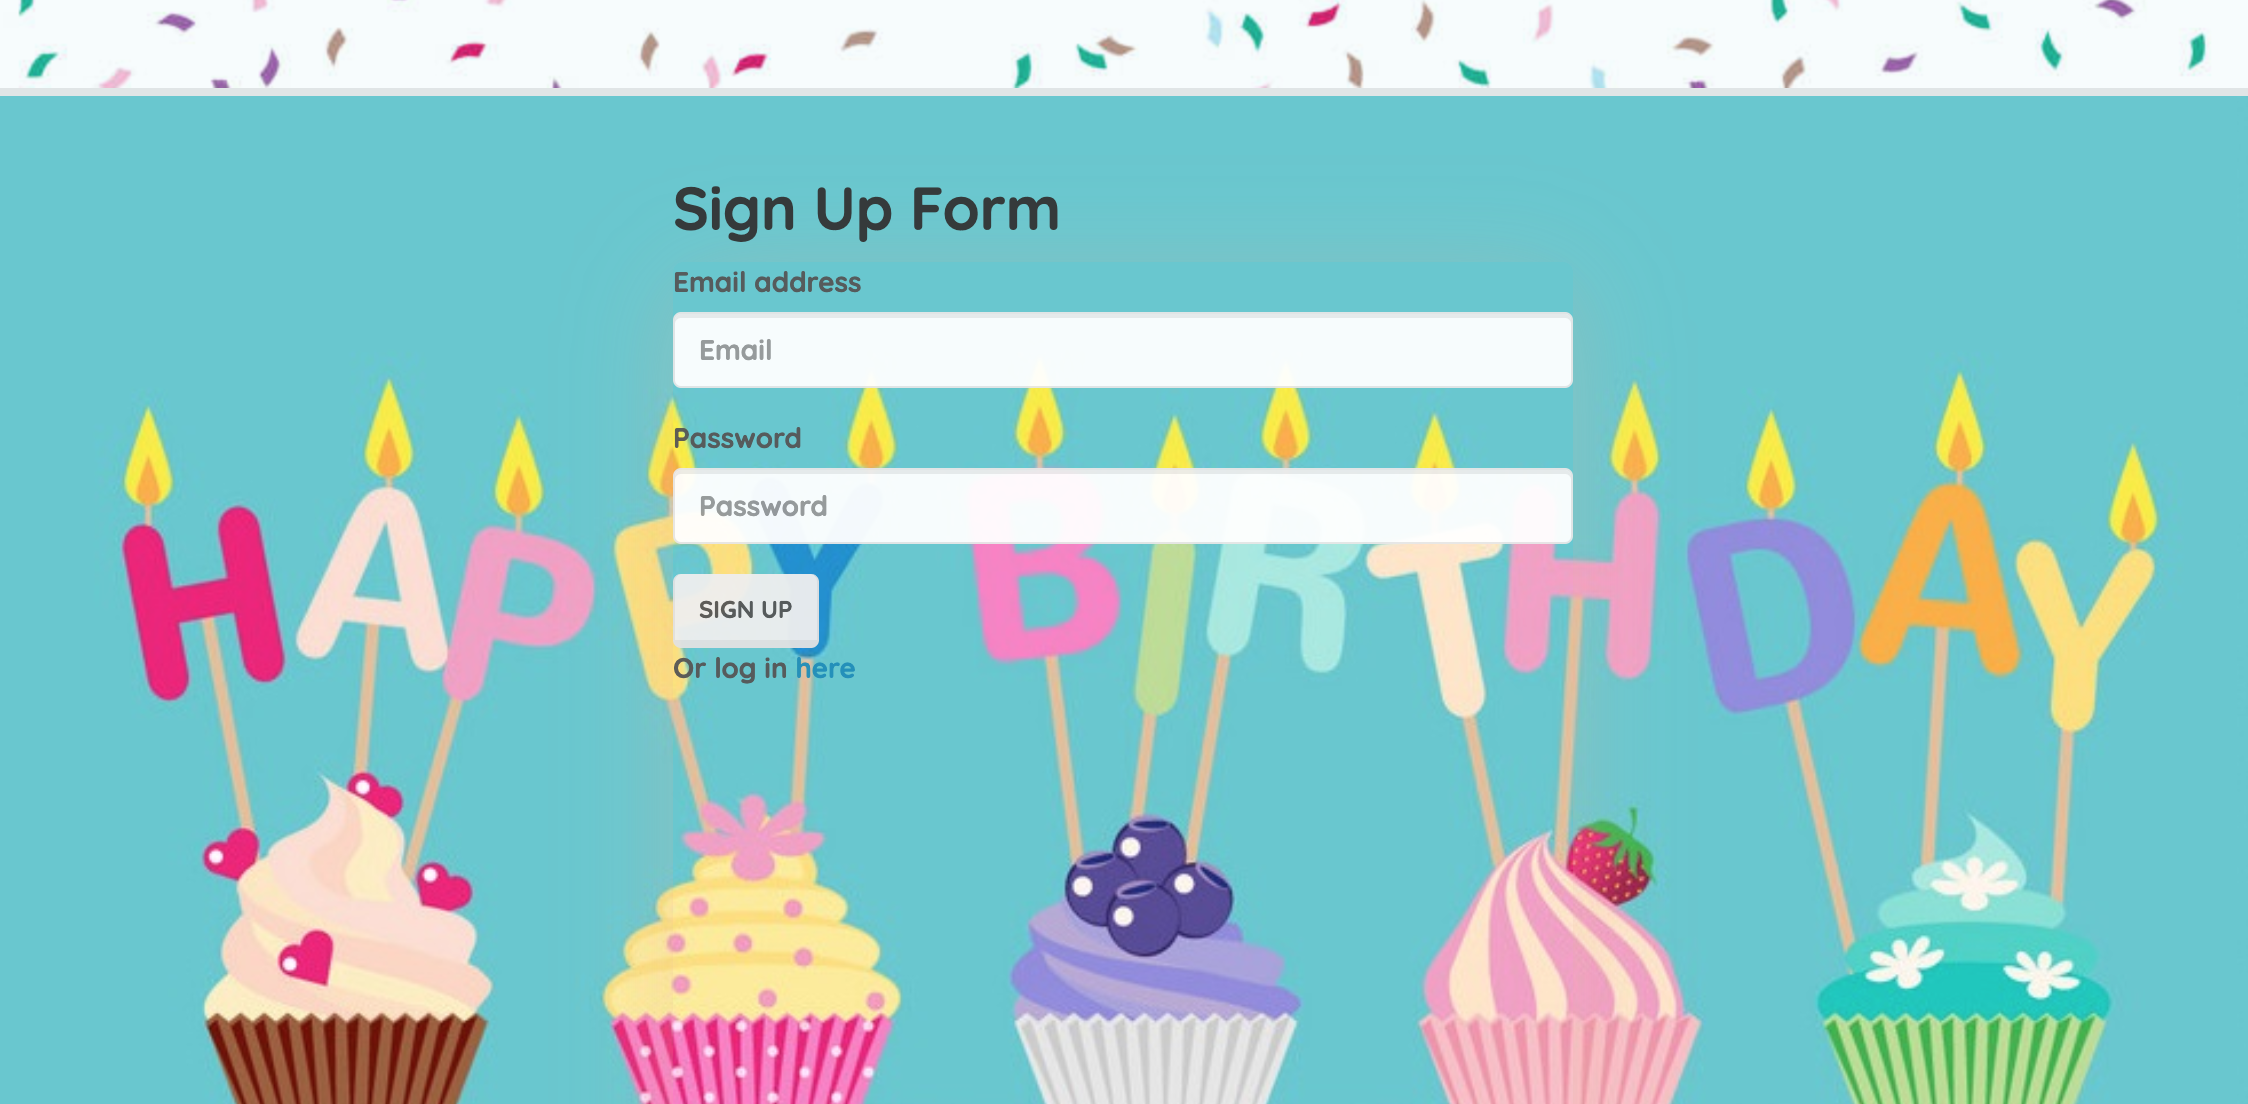 Sign Up Form
Email address
Email
Password
Password
SIGN UP
Or log in here
HAPPY BIRTHDAY